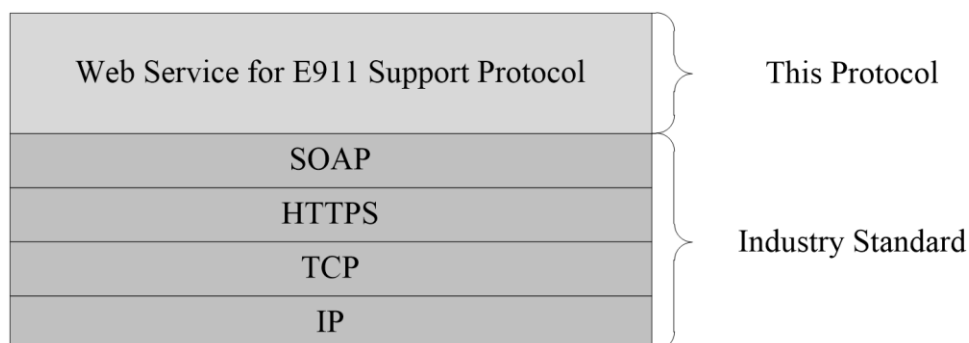 Web Service for E911 Support Protocol
This Protocol
SOAP
HTTPS
Industry Standard
TCP
IP